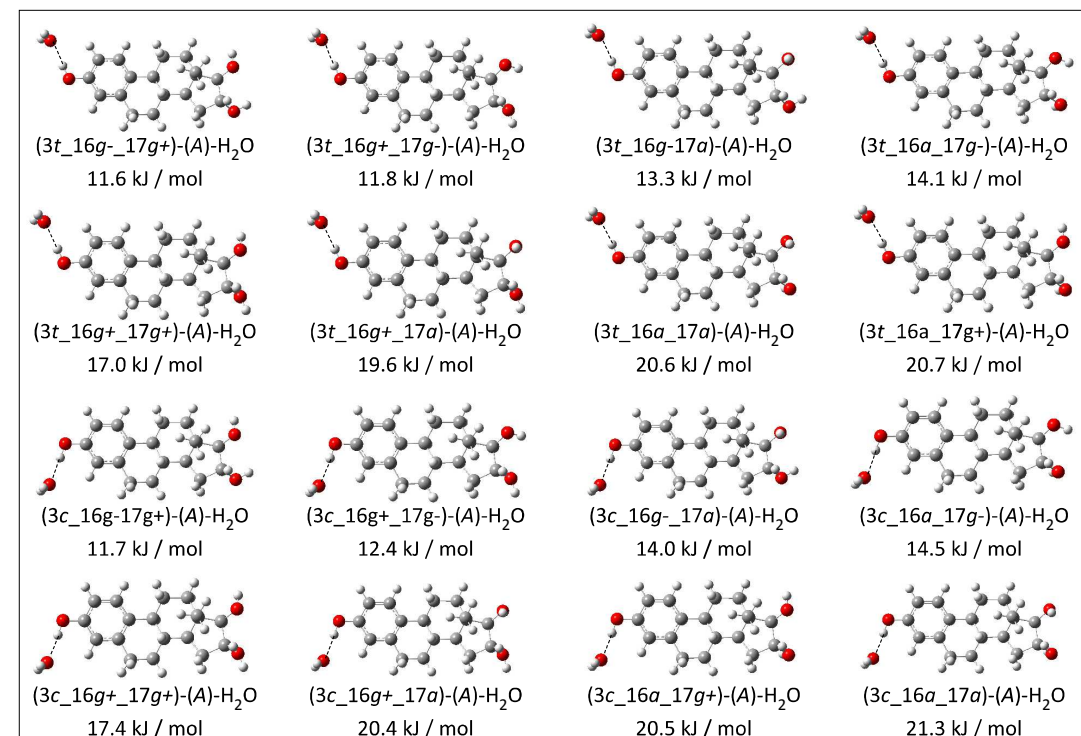 (3t_16g-_17g+)-(A)-H₂O (3t_16g+_17g-)-(A)-H₂O (3t_16g-17a)-(A)-H₂O (3t_16a_17g-)-(A)-H₂O
11.6 kJ / mol 11.8 kJ / mol 13.3 kJ / mol 14.1 kJ / mol
(3t_16g+_17g+)-(A)-H₂O (3t_16g+_17a)-(A)-H₂O (3t_16a_17a)-(A)-H₂O (3t_16a_17g+)-(A)-H₂O
17.0 kJ / mol 19.6 kJ / mol 20.6 kJ / mol 20.7 kJ / mol
(3c_16g-17g+)-(A)-H₂O (3c_16g+_17g-)-(A)-H₂O (3c_16g-_17a)-(A)-H₂O (3c_16a_17g-)-(A)-H₂O
11.7 kJ / mol 12.4 kJ / mol 14.0 kJ / mol 14.5 kJ / mol
(3c_16g+_17g+)-(A)-H₂O (3c_16g+_17a)-(A)-H₂O (3c_16a_17g+)-(A)-H₂O (3c_16a_17a)-(A)-H₂O
17.4 kJ / mol 20.4 kJ / mol 20.5 kJ / mol 21.3 kJ / mol